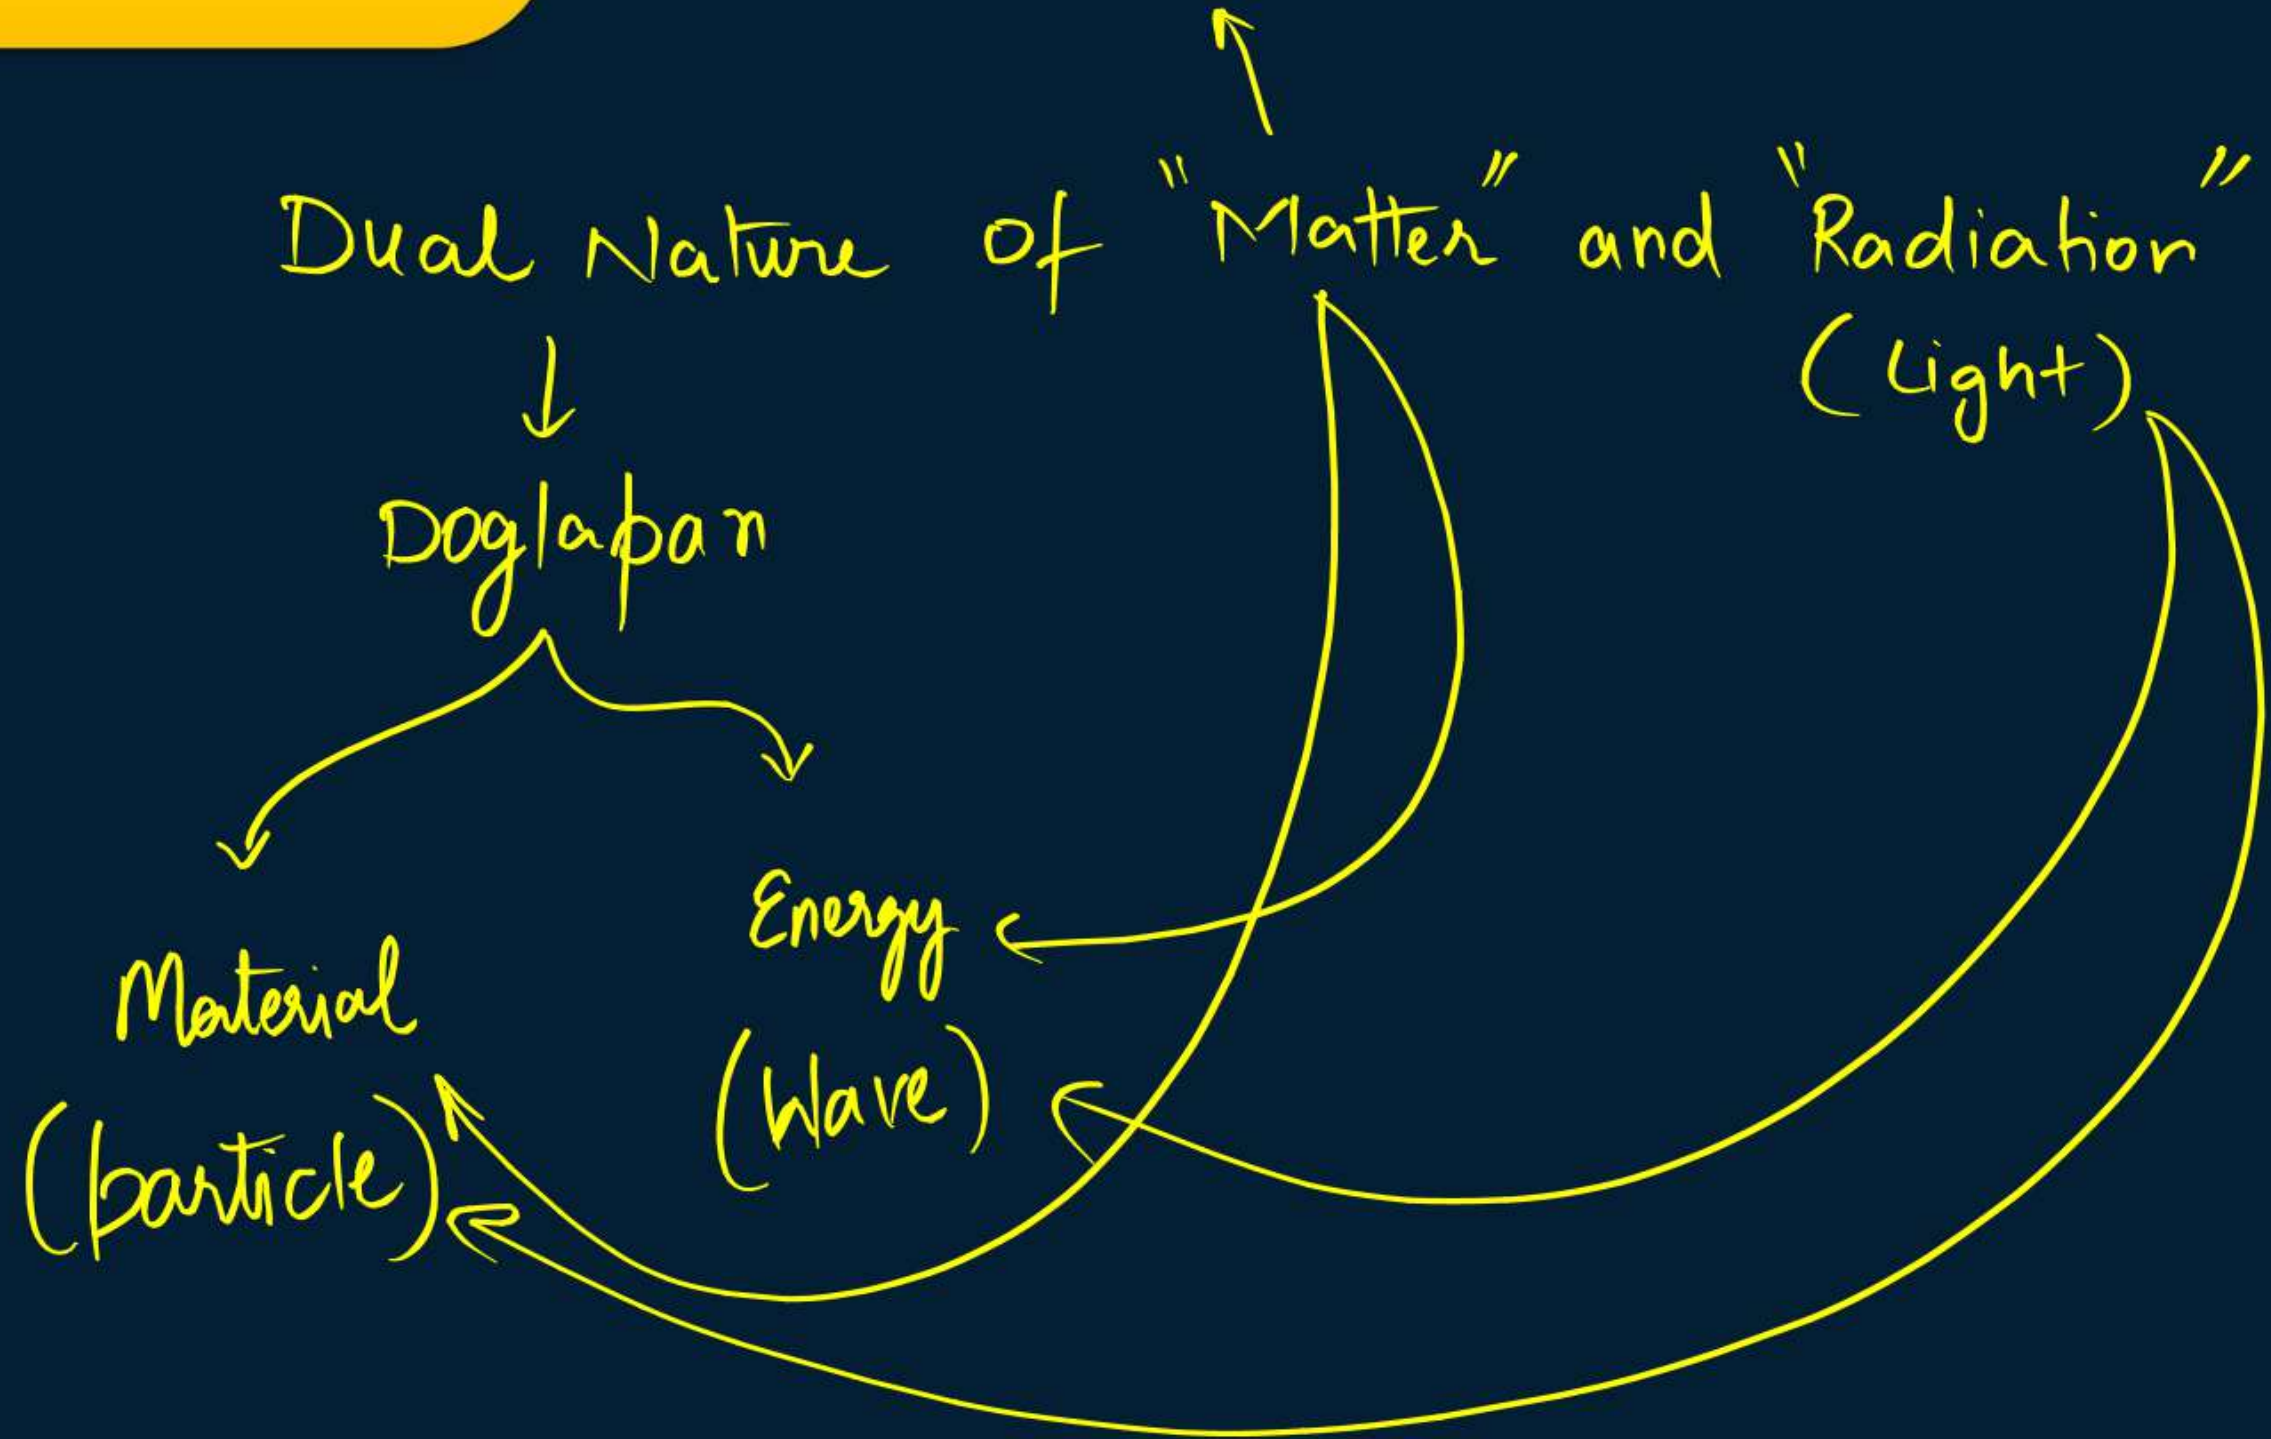 Dual Nature of "Matter" and "Radiation"
(Light)
Doglapan
Energy
Material
(Wave)
(particle)